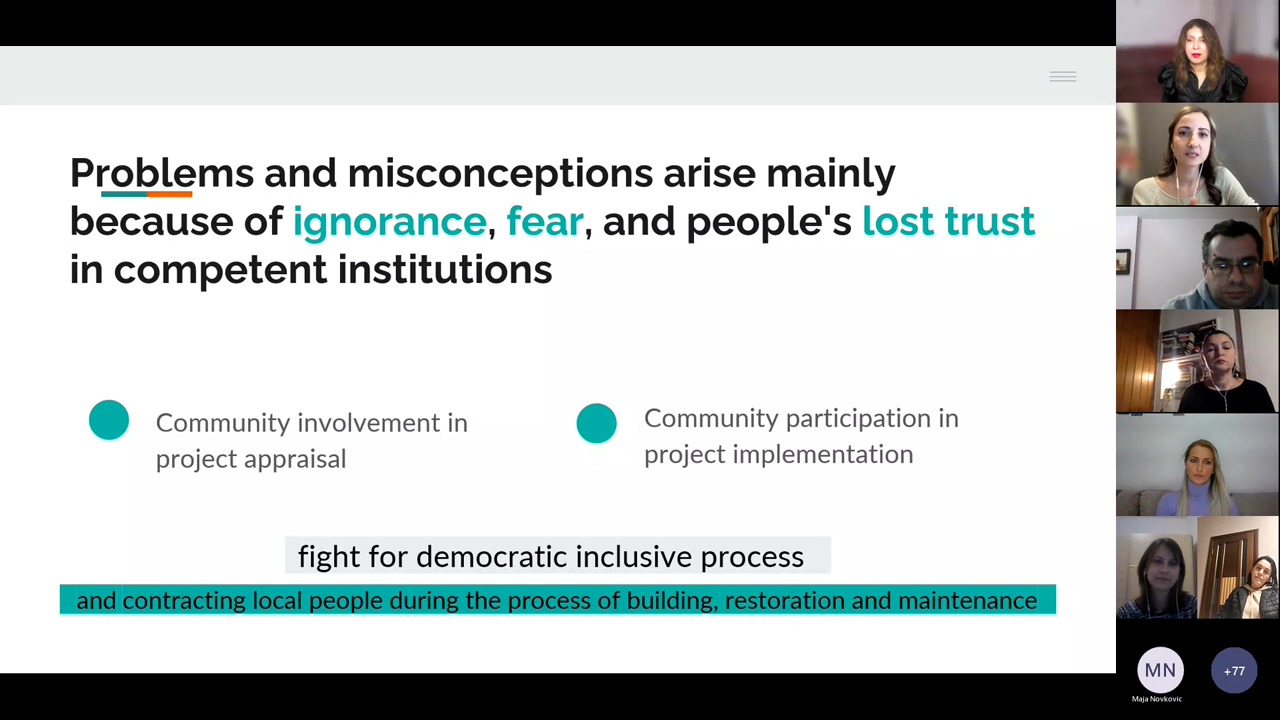 Problems and misconceptions arise mainly
because of ignorance, fear, and people's lost trust
in competent institutions
Community involvement in
project appraisal
Community participation in
project implementation
fight for democratic inclusive process
and contracting local people during the process of building, restoration and maintenance
MN
+77
Maja Novkovic